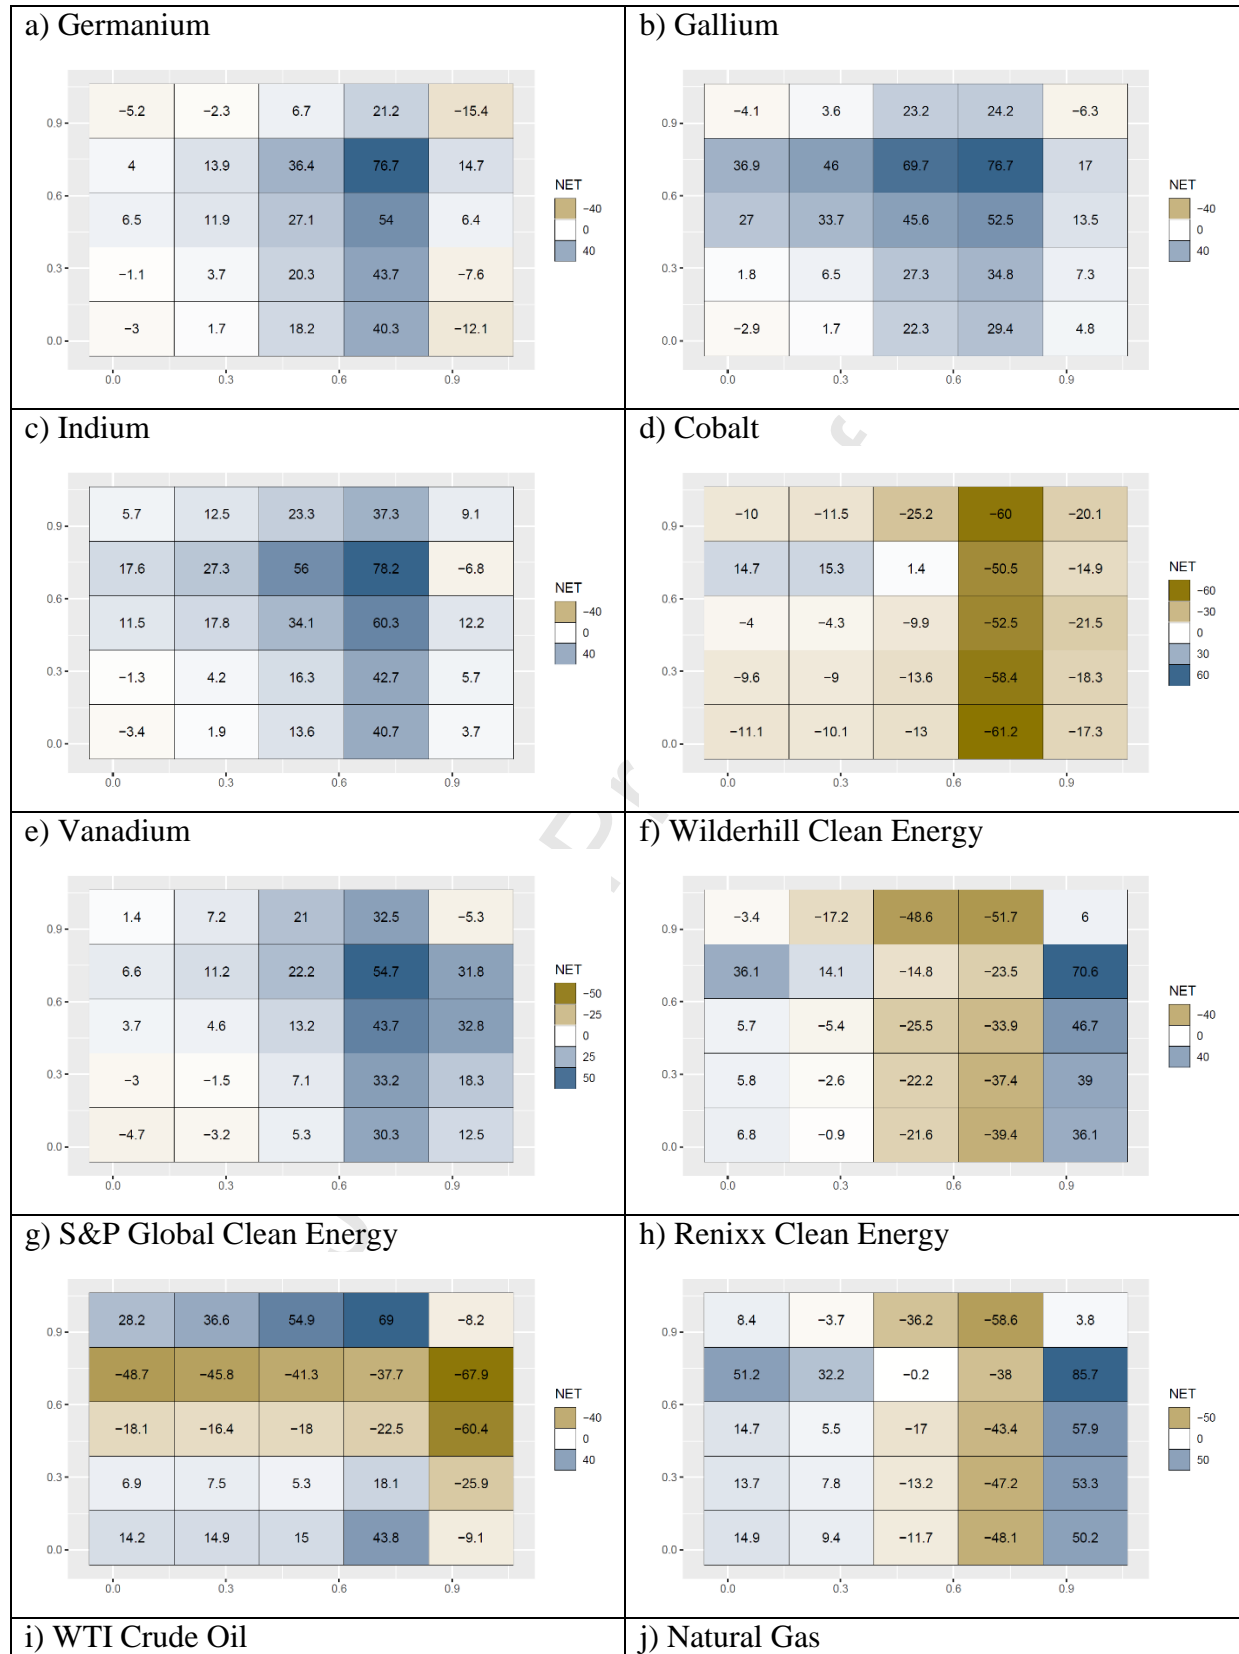 a) Germanium
b) Gallium
0.9
−5.2 −2.3 6.7 21.2 −15.4
0.6
4 13.9 36.4 76.7 14.7
6.5 11.9 27.1 54 6.4
0.3
−1.1 3.7 20.3 43.7 −7.6
0.0
−3 1.7 18.2 40.3 −12.1
0.0 0.3 0.6 0.9
NET
−40
0
40
0.9
−4.1 3.6 23.2 24.2 −6.3
0.6
36.9 46 69.7 76.7 17
27 33.7 45.6 52.5 13.5
0.3
1.8 6.5 27.3 34.8 7.3
0.0
−2.9 1.7 22.3 29.4 4.8
0.0 0.3 0.6 0.9
NET
−40
0
40
c) Indium
d) Cobalt
0.9
5.7 12.5 23.3 37.3 9.1
0.6
17.6 27.3 56 78.2 −6.8
11.5 17.8 34.1 60.3 12.2
0.3
−1.3 4.2 16.3 42.7 5.7
0.0
−3.4 1.9 13.6 40.7 3.7
0.0 0.3 0.6 0.9
NET
−40
0
40
0.9
−10 −11.5 −25.2 −60 −20.1
0.6
14.7 15.3 1.4 −50.5 −14.9
−4 −4.3 −9.9 −52.5 −21.5
0.3
−9.6 −9 −13.6 −58.4 −18.3
0.0
−11.1 −10.1 −13 −61.2 −17.3
0.0 0.3 0.6 0.9
NET
−60
−30
0
30
60
e) Vanadium
f) Wilderhill Clean Energy
0.9
1.4 7.2 21 32.5 −5.3
0.6
6.6 11.2 22.2 54.7 31.8
3.7 4.6 13.2 43.7 32.8
0.3
−3 −1.5 7.1 33.2 18.3
0.0
−4.7 −3.2 5.3 30.3 12.5
0.0 0.3 0.6 0.9
NET
−50
−25
0
25
50
0.9
−3.4 −17.2 −48.6 −51.7 6
0.6
36.1 14.1 −14.8 −23.5 70.6
5.7 −5.4 −25.5 −33.9 46.7
0.3
5.8 −2.6 −22.2 −37.4 39
0.0
6.8 −0.9 −21.6 −39.4 36.1
0.0 0.3 0.6 0.9
NET
−40
0
40
g) S&P Global Clean Energy
h) Renixx Clean Energy
0.9
28.2 36.6 54.9 69 −8.2
0.6
−48.7 −45.8 −41.3 −37.7 −67.9
−18.1 −16.4 −18 −22.5 −60.4
0.3
6.9 7.5 5.3 18.1 −25.9
0.0
14.2 14.9 15 43.8 −9.1
0.0 0.3 0.6 0.9
NET
−40
0
40
0.9
8.4 −3.7 −36.2 −58.6 3.8
0.6
51.2 32.2 −0.2 −38 85.7
14.7 5.5 −17 −43.4 57.9
0.3
13.7 7.8 −13.2 −47.2 53.3
0.0
14.9 9.4 −11.7 −48.1 50.2
0.0 0.3 0.6 0.9
NET
−50
0
50
i) WTI Crude Oil
j) Natural Gas